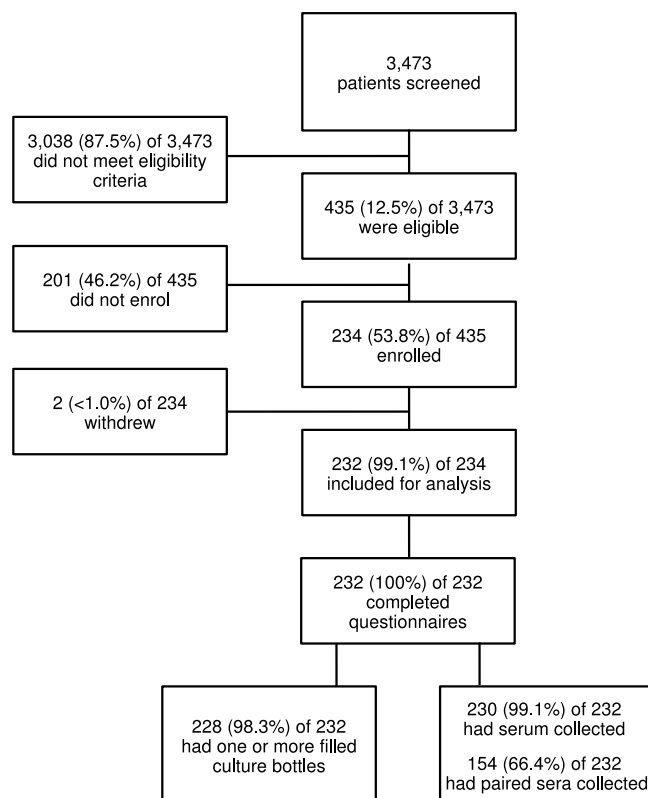 3,473
patients screened
3,038 (87.5%) of 3,473
did not meet eligibility
criteria
435 (12.5%) of 3,473
were eligible
201 (46.2%) of 435
did not enrol
234 (53.8%) of 435
enrolled
2 (<1.0%) of 234
withdrew
232 (99.1%) of 234
included for analysis
232 (100%) of 232
completed
questionnaires
228 (98.3%) of 232
had one or more filled
culture bottles
230 (99.1%) of 232
had serum collected
154 (66.4%) of 232
had paired sera collected